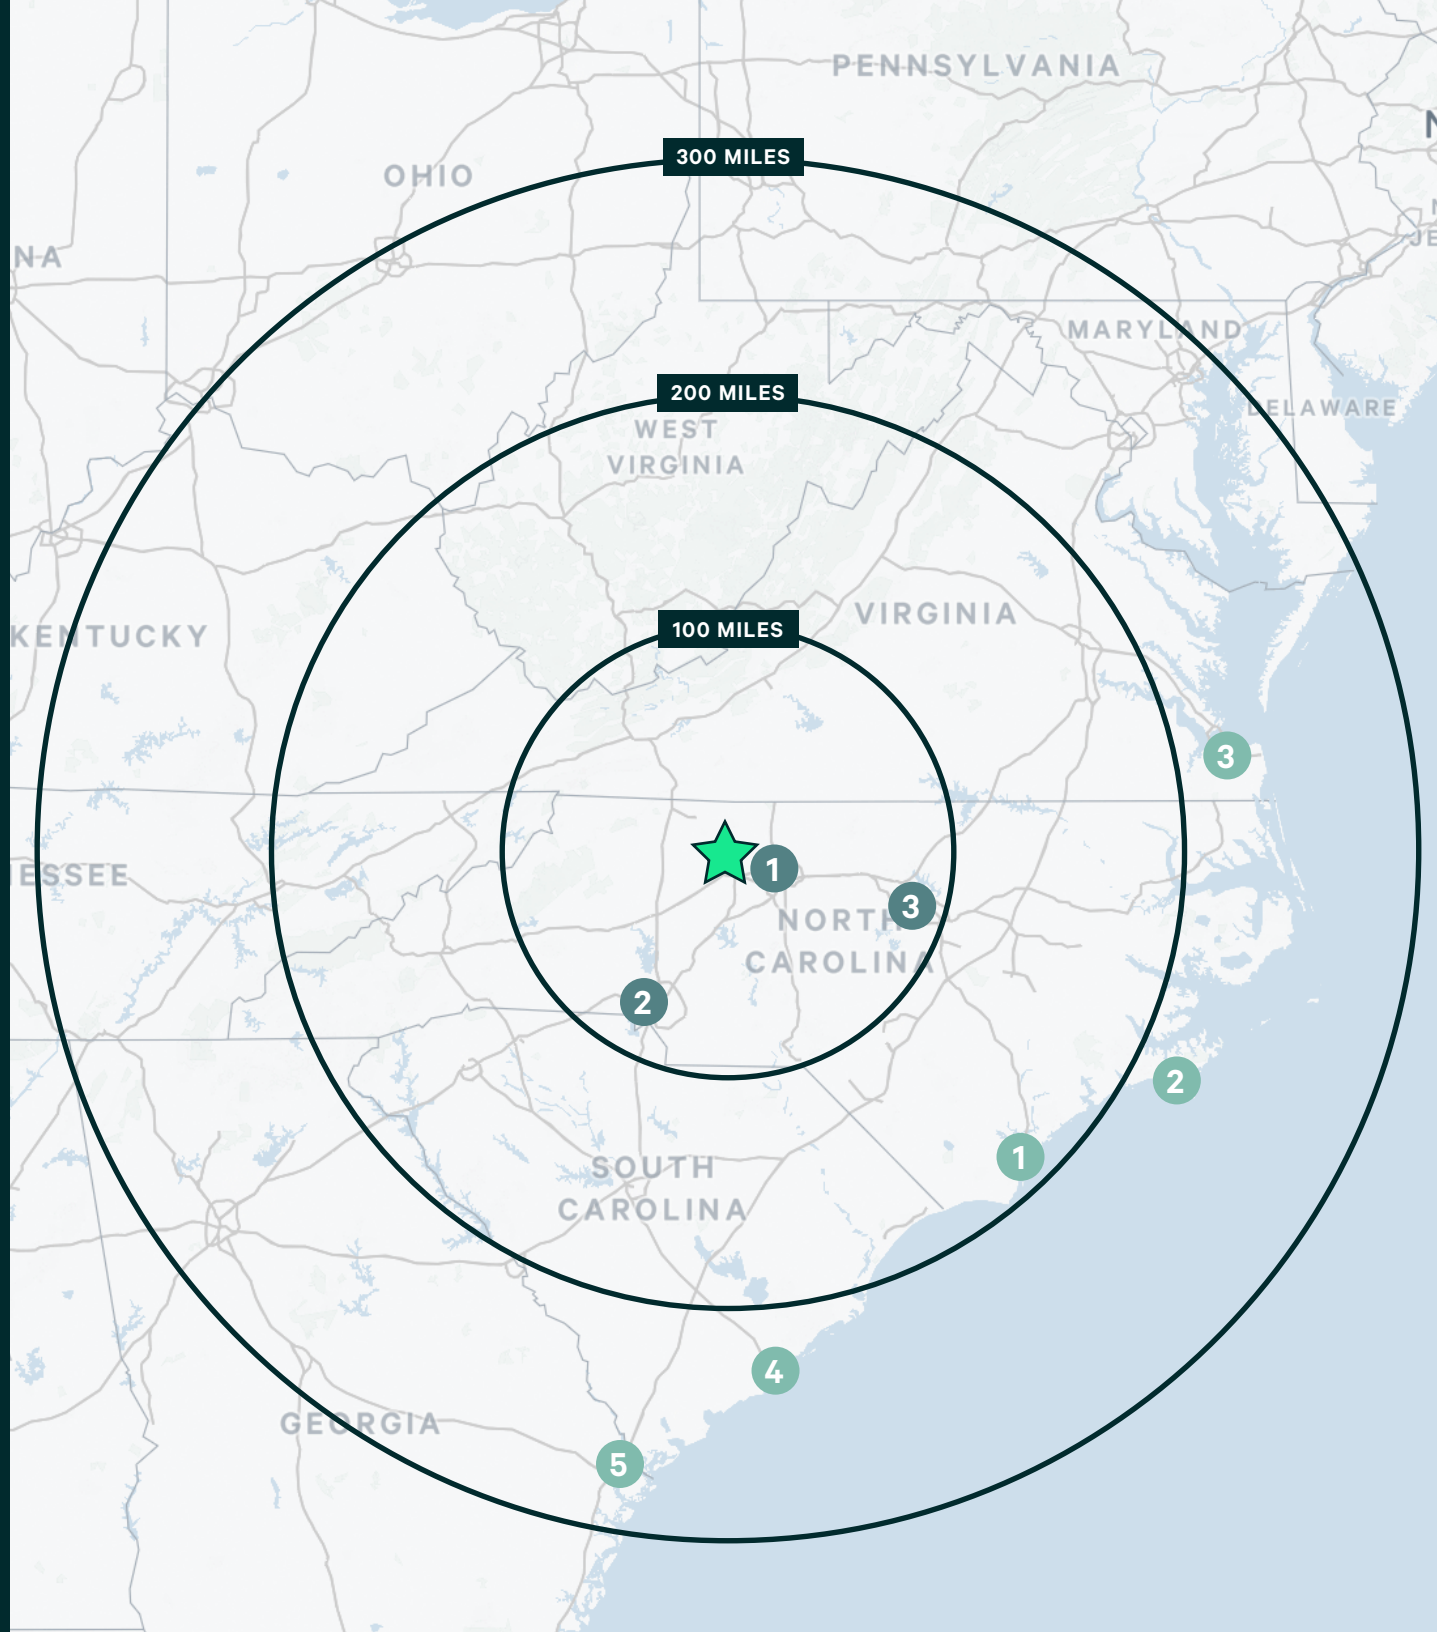 PENNSYLVANIA
N
300 MILES
OHIO
N
JE
NA
MARYLAND
200 MILES
DELAWARE
WEST
VIRGINIA
100 MILES
VIRGINIA
KENTUCKY
3
1
ESSEE
3
NORTH
CAROLINA
2
2
1
SOUTH
CAROLINA
4
GEORGIA
5